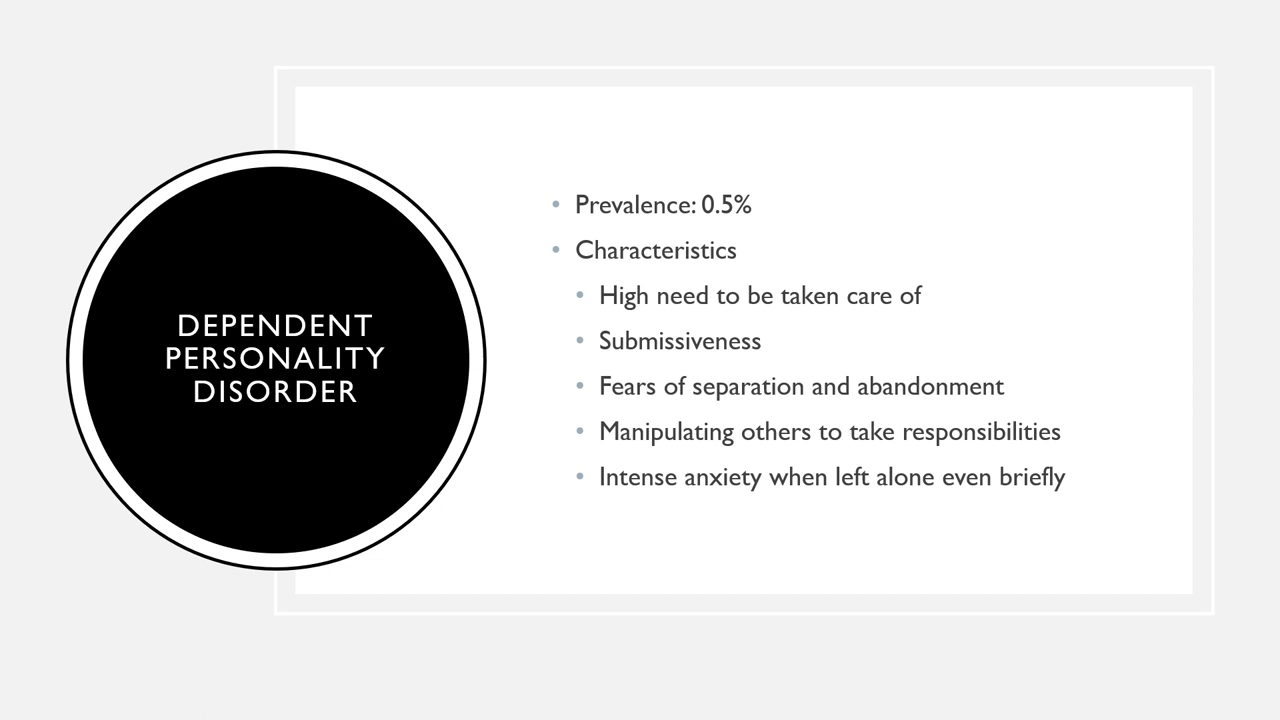 DEPENDENT
PERSONALITY
DISORDER
• Prevalence: 0.5%
• Characteristics
• High need to be taken care of
• Submissiveness
• Fears of separation and abandonment
• Manipulating others to take responsibilities
• Intense anxiety when left alone even briefly